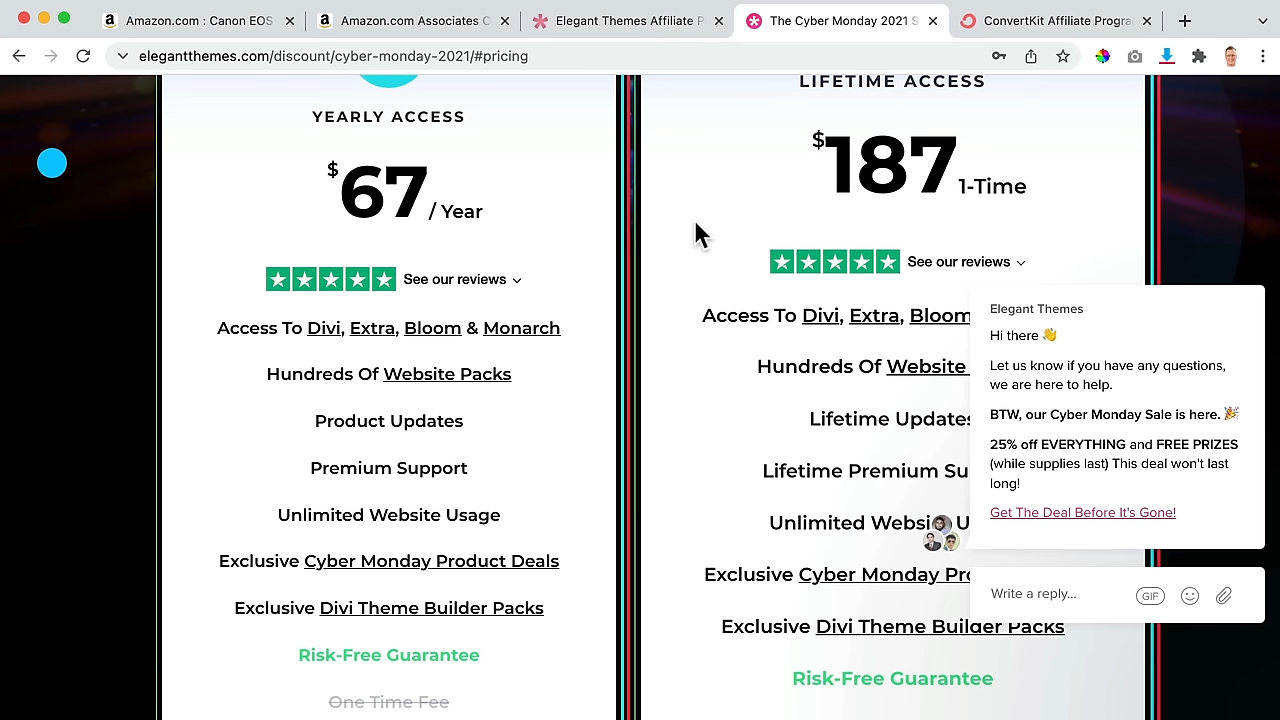 Amazon.com : Canon EOS
Amazon.com Associates C
Elegant Themes Affiliate P
The Cyber Monday 2021 S
ConvertKit Affiliate Progra
elegantthemes.com/discount/cyber-monday-2021/#pricing
YEARLY ACCESS
$67 / Year
See our reviews
Access To Divi, Extra, Bloom & Monarch
Hundreds Of Website Packs
Product Updates
Premium Support
Unlimited Website Usage
Exclusive Cyber Monday Product Deals
Exclusive Divi Theme Builder Packs
Risk-Free Guarantee
One Time Fee
LIFETIME ACCESS
$187 1-Time
See our reviews
Access To Divi, Extra, Bloom
Hundreds Of Website
Lifetime Updates
Lifetime Premium Su
Unlimited Websi U
Exclusive Cyber Monday Pro
Exclusive Divi Theme Builder Packs
Risk-Free Guarantee
Elegant Themes
Hi there 👋
Let us know if you have any questions,
we are here to help.
BTW, our Cyber Monday Sale is here. 🎉
25% off EVERYTHING and FREE PRIZES
(while supplies last) This deal won't last
long!
Get The Deal Before It's Gone!
Write a reply...
GIF